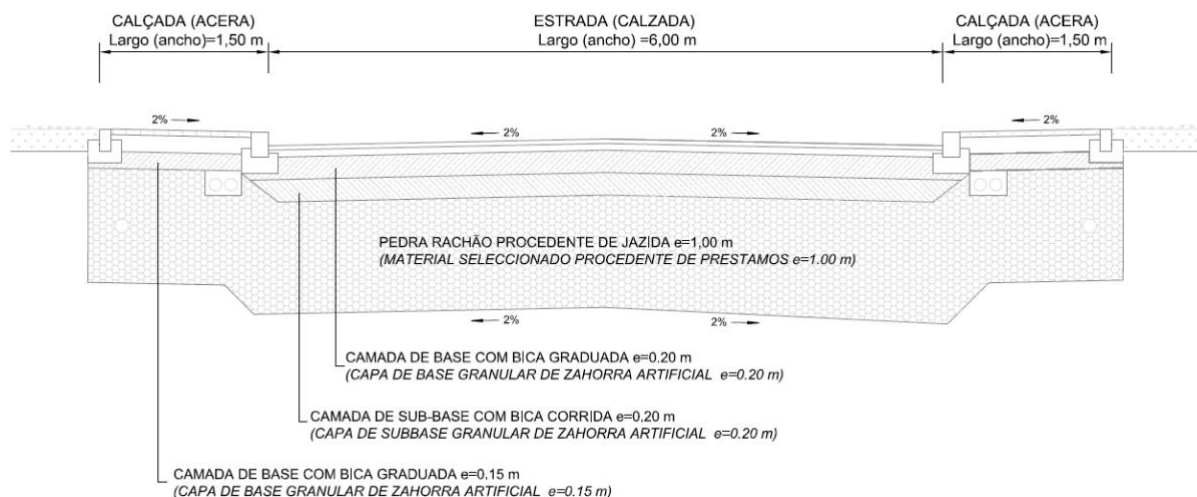 CALÇADA (ACERA)
Largo (ancho)=1,50 m
ESTRADA (CALZADA)
Largo (ancho) =6,00 m
CALÇADA (ACERA)
Largo (ancho)=1,50 m
2%
2%
2%
2%
PEDRA RACHÃO PROCEDENTE DE JAZIDA e=1,00 m
(MATERIAL SELECCIONADO PROCEDENTE DE PRESTAMOS e=1.00 m)
2%
2%
CAMADA DE BASE COM BICA GRADUADA e=0.20 m
(CAPA DE BASE GRANULAR DE ZAHORRA ARTIFICIAL e=0.20 m)
CAMADA DE SUB-BASE COM BICA CORRIDA e=0,20 m
(CAPA DE SUBBASE GRANULAR DE ZAHORRA ARTIFICIAL e=0.20 m)
CAMADA DE BASE COM BICA GRADUADA e=0.15 m
(CAPA DE BASE GRANULAR DE ZAHORRA ARTIFICIAL e=0.15 m)